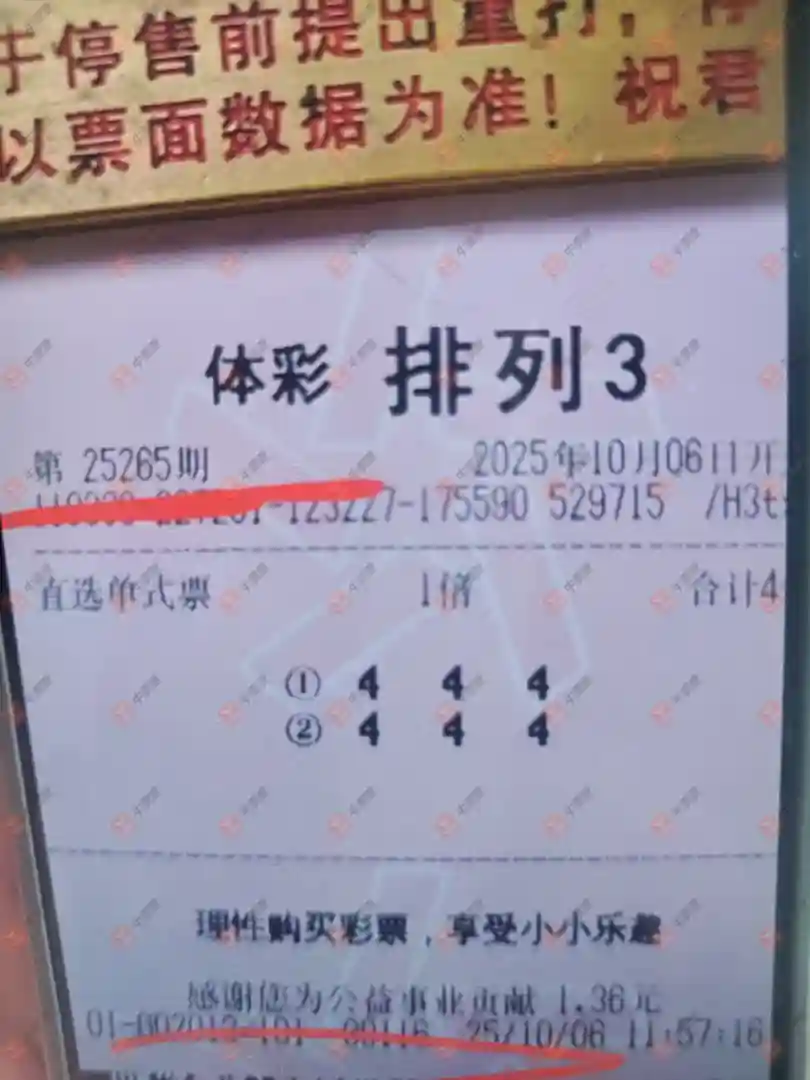 停售前提出重打，
以票面数据为准！祝君
体彩 排列3
第 25265期 2025年10月06日开
227-175590 529715 /H3t
直选单式票 1倍 合计4
① 4 4 4
② 4 4 4
理性购买彩票，享受小小乐趣
感谢您为公益事业贡献 1.36元
25/10/06 11:57:16